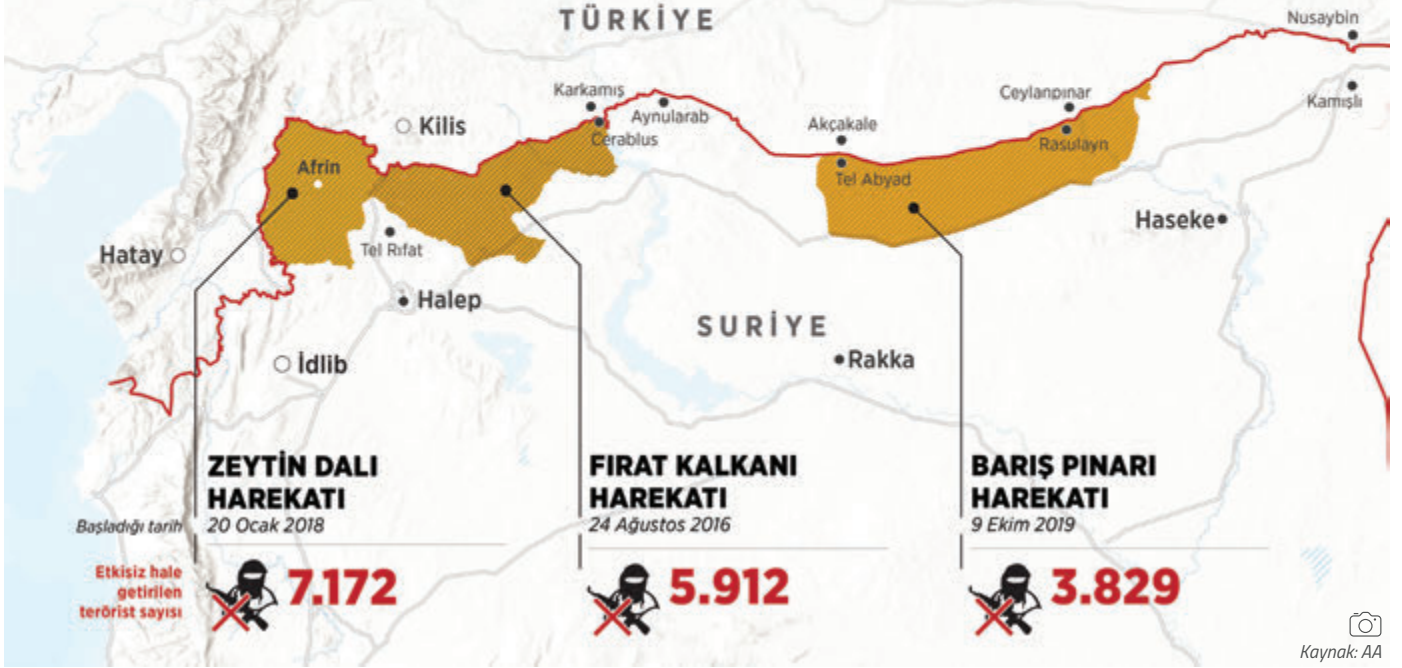 TÜRKİYE
Nusaybin
Karkamış
Ceylanpınar
Kamışlı
Kilis
Aynularab
Akçakale
Cerablus
Rasulayn
Afrin
Tel Abyad
Haseke
Hatay
Tel Rıfat
Halep
SURİYE
İdlib
Rakka
ZEYTİN DALI
HAREKATI
Başladığı tarih
20 Ocak 2018
Etkisiz hale
getirilen
terörist sayısı
7.172
FIRAT KALKANI
HAREKATI
24 Ağustos 2016
5.912
BARIŞ PINARI
HAREKATI
9 Ekim 2019
3.829
Kaynak: AA